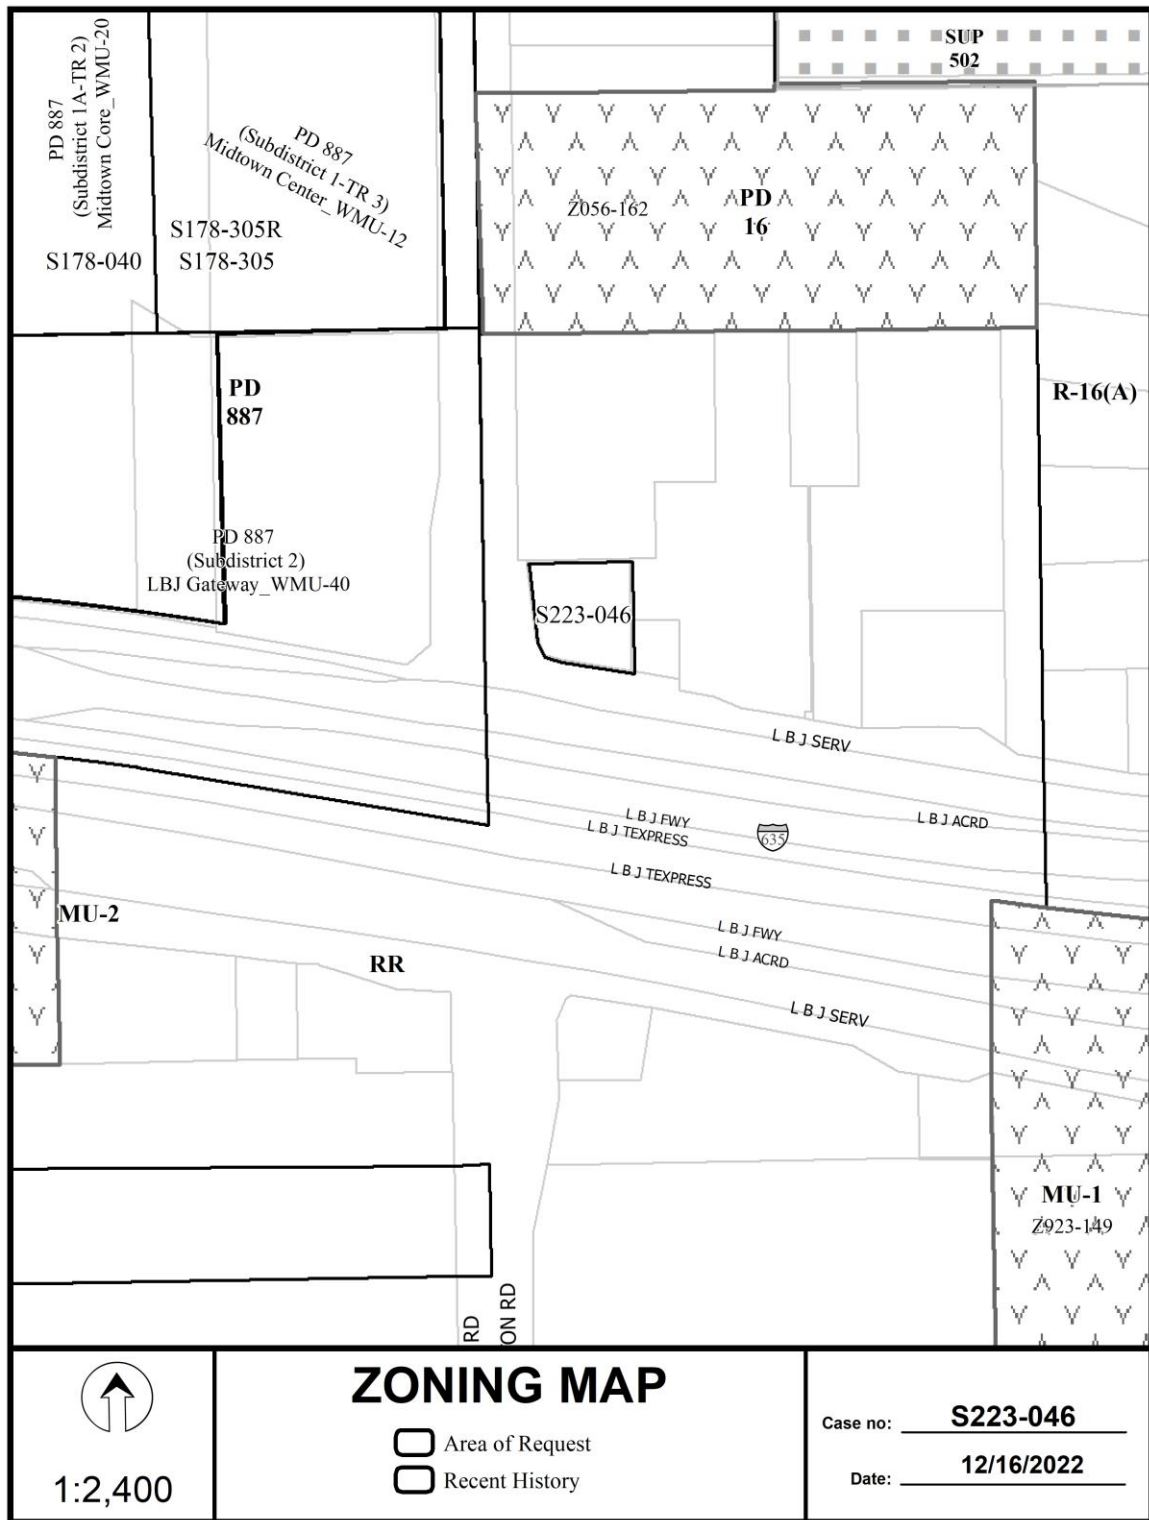 PD 887
(Subdistrict 1A-TR 2)
Midtown Core_WMU-20
PD 887
(Subdistrict 1-TR 3)
Midtown Center_WMU-12
S178-305R
S178-040
S178-305
SUP
502
Z056-162
PD
16
PD
887
R-16(A)
PD 887
(Subdistrict 2)
LBJ Gateway_WMU-40
S223-046
L B J SERV
L B J FWY
L B J TEXPRESS
635
L B J ACRD
L B J TEXPRESS
MU-2
L B J FWY
L B J ACRD
RR
L B J SERV
MU-1
Z923-149
RD
ON RD
ZONING MAP
Area of Request
Recent History
1:2,400
Case no: S223-046
Date: 12/16/2022